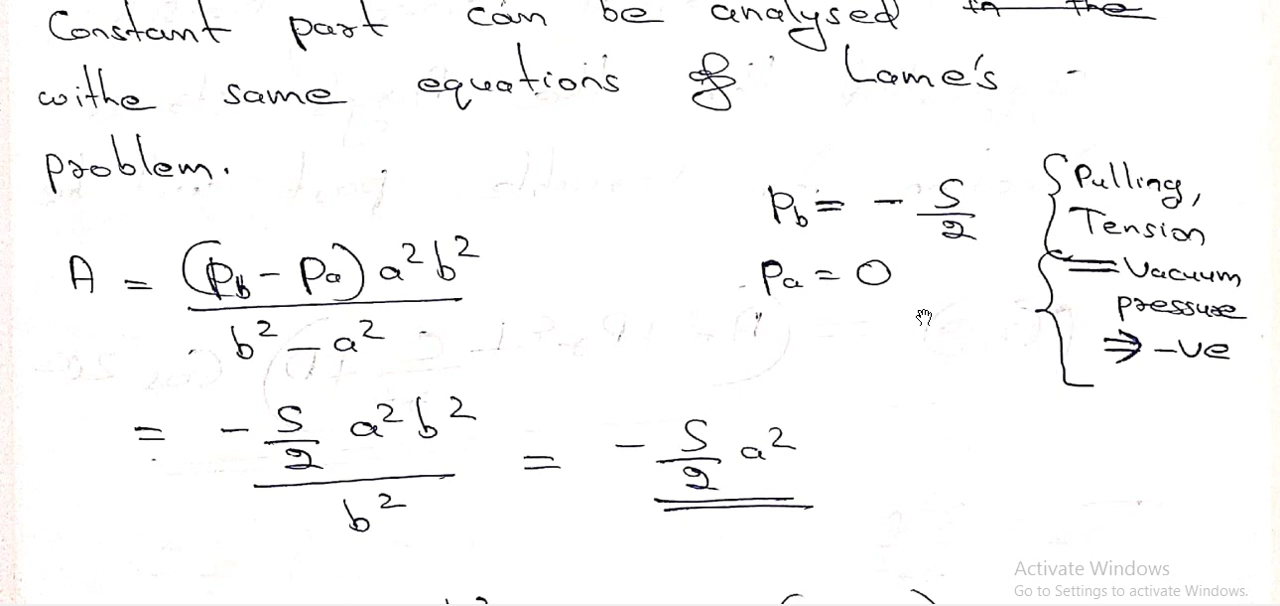 Constant part can be analysed in the
withe same equations of Lame's
problem.
P_b = - S/2
P_a = 0
{ Pulling,
Tension
= Vacuum
pressure
⇒ -ve
A = (P_b - P_a) a² b² / b² - a²
= - S/2 a² b² / b² = - S/2 a²
Activate Windows
Go to Settings to activate Windows.